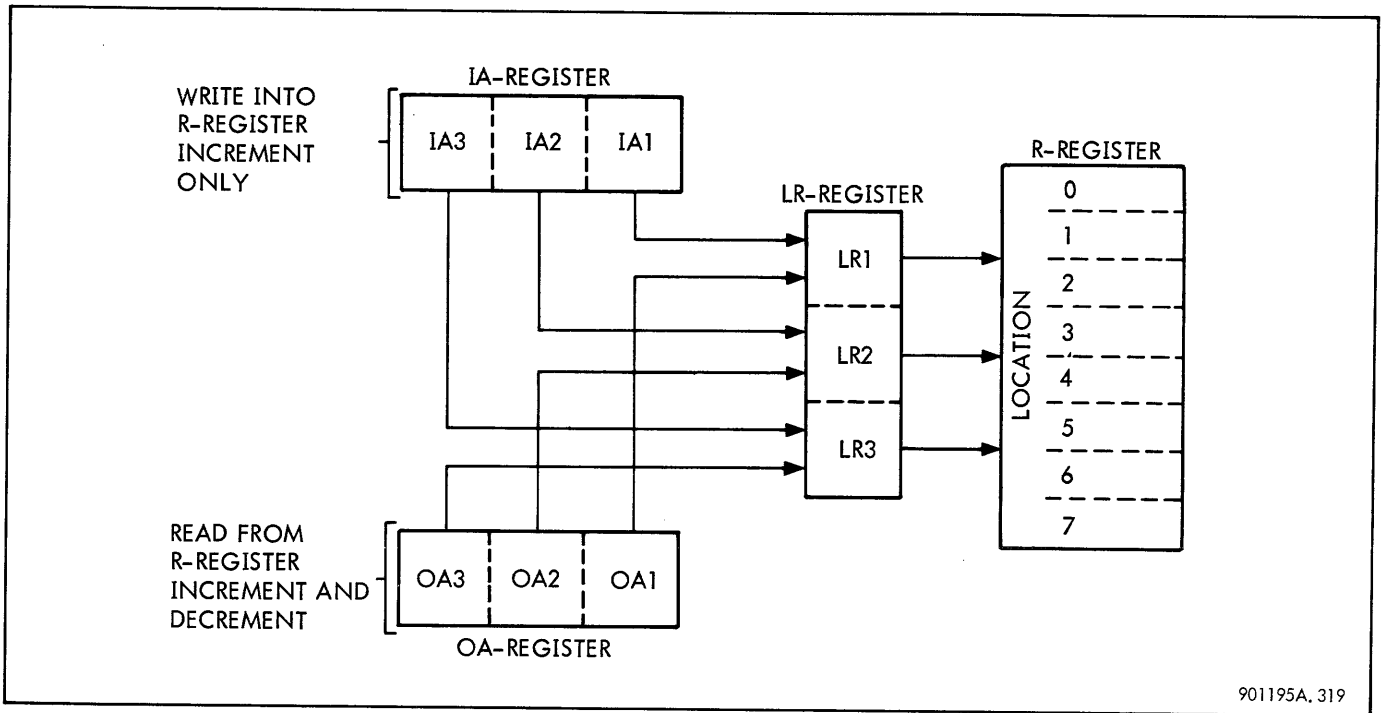 IA-REGISTER
WRITE INTO
R-REGISTER
INCREMENT
ONLY
IA3
IA2
IA1
LR-REGISTER
LR1
LR2
LR3
R-REGISTER
LOCATION
0
1
2
3
4
5
6
7
READ FROM
R-REGISTER
INCREMENT AND
DECREMENT
OA3
OA2
OA1
OA-REGISTER
901195A. 319